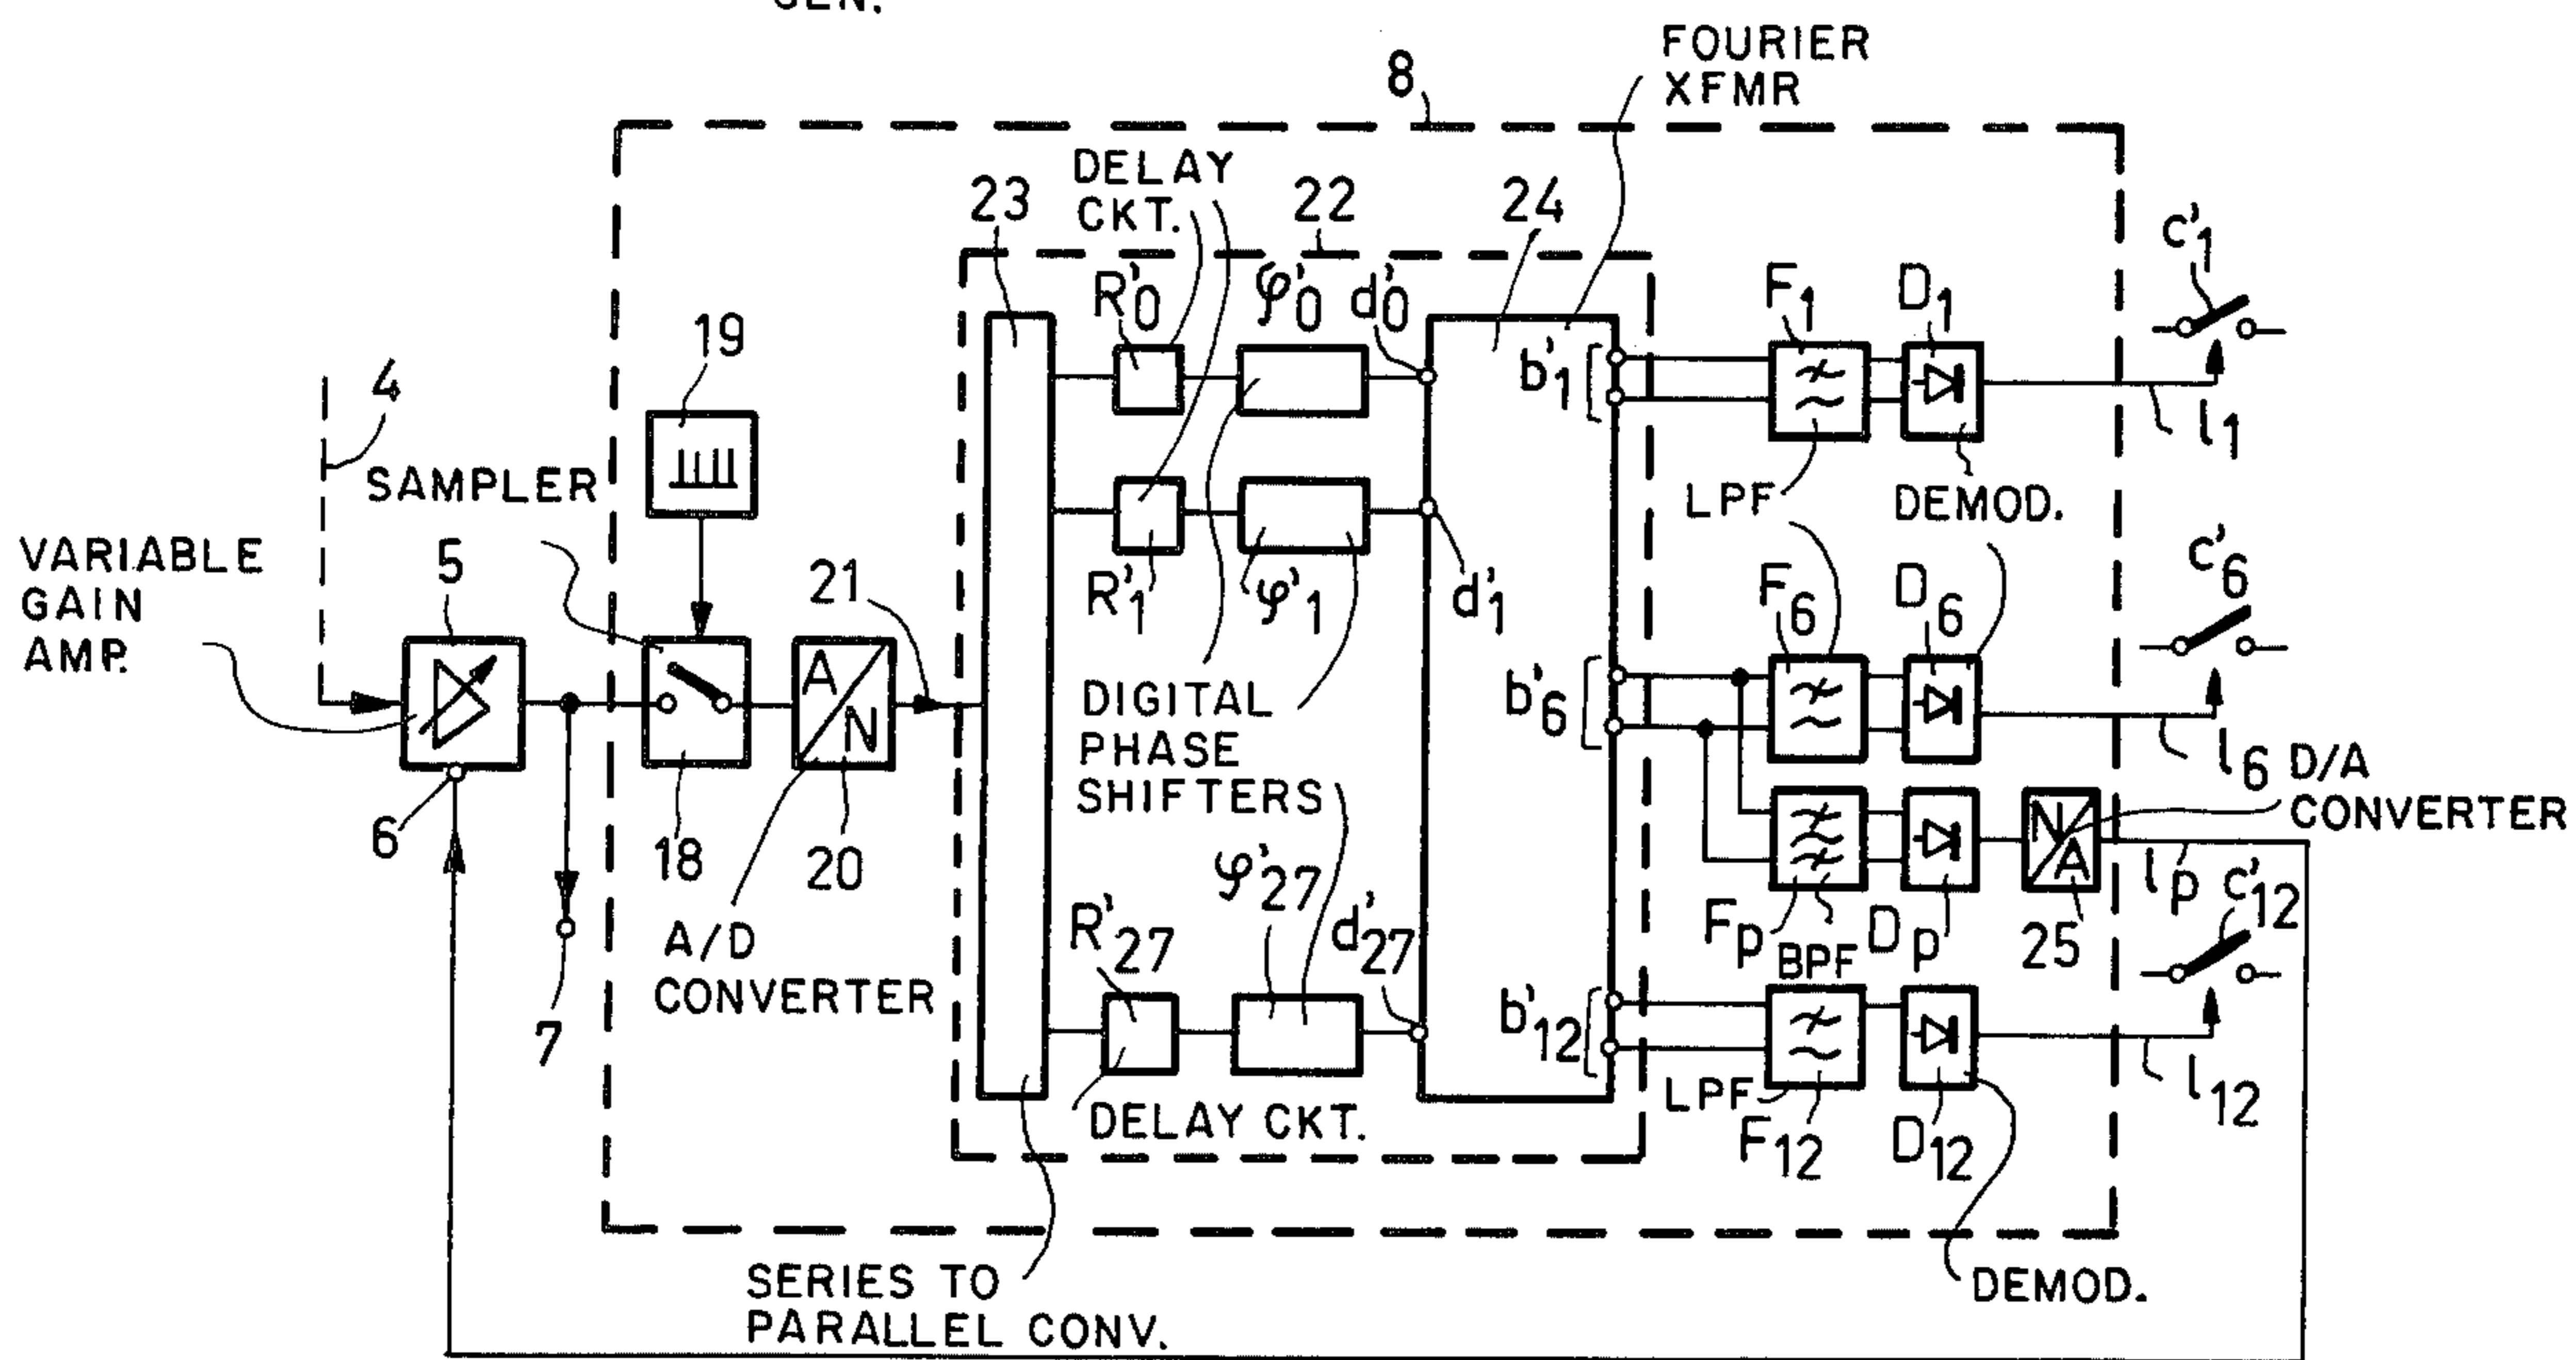 GEN.
FOURIER
XFMR
8
DELAY
CKT.
23
22
24
c'1
R'0
φ'0
d'0
F1
D1
19
b'1
4
l1
SAMPLER
LPF
DEMOD.
VARIABLE
GAIN
AMP.
5
21
R'1
φ'1
d'1
F6
D6
c'6
A
N
DIGITAL
PHASE
SHIFTERS
b'6
l6
D/A
CONVERTER
6
18
20
φ'27
N
A
lp
c'12
R'27
d'27
Fp
BPF
Dp
25
A/D
CONVERTER
7
b'12
LPF
F12
D12
l12
DELAY CKT.
SERIES TO
PARALLEL CONV.
DEMOD.